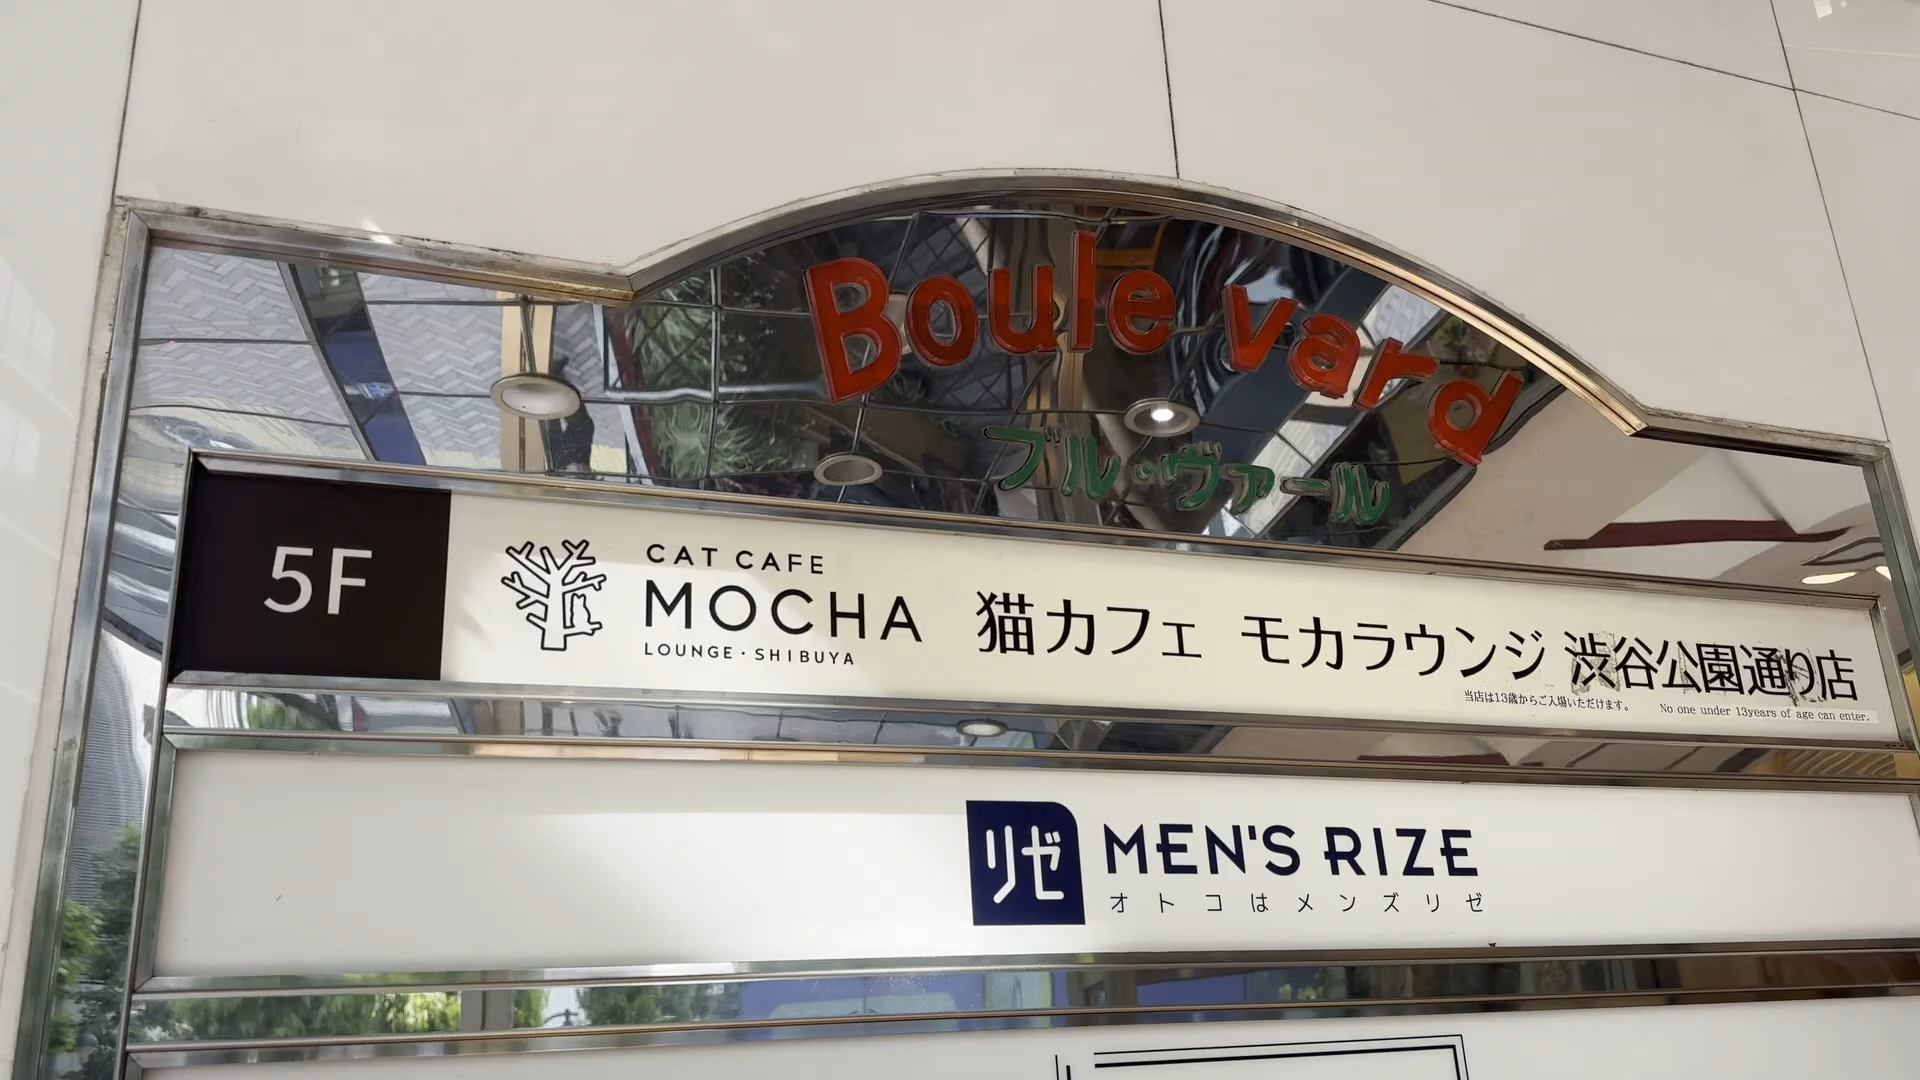 Boulevard
ブル・ヴァール
5F
CAT CAFE
MOCHA
LOUNGE・SHIBUYA
猫カフェ モカラウンジ 渋谷公園通り店
当店は13歳からご入場いただけます。 No one under 13years of age can enter.
リゼ MEN'S RIZE
オトコはメンズリゼ